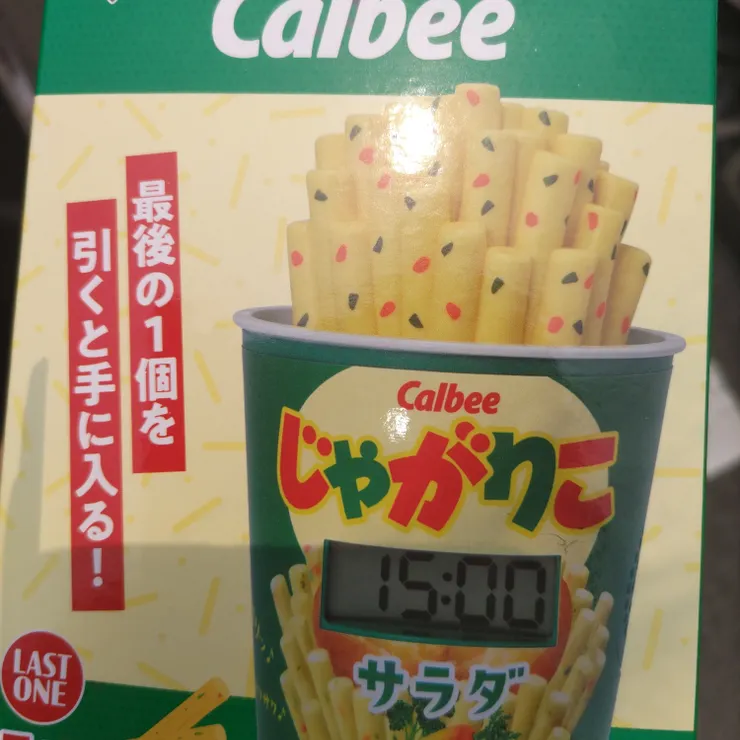 Calbee
最後の1個を
引くと手に入る!
Calbee
じゃがりこ
15:00
サラダ
LAST
ONE